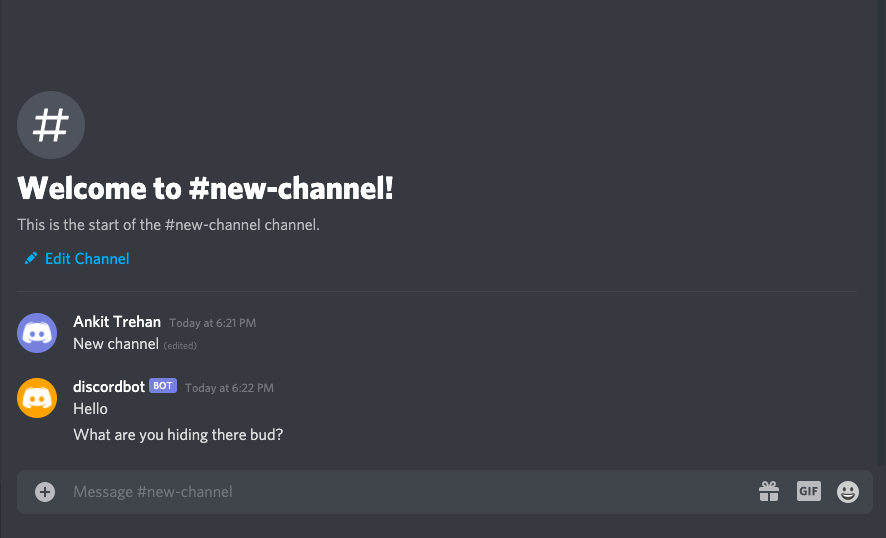 #
Welcome to #new-channel!
This is the start of the #new-channel channel.
Edit Channel
Ankit Trehan Today at 6:21 PM
New channel (edited)
discordbot BOT Today at 6:22 PM
Hello
What are you hiding there bud?
Message #new-channel GIF